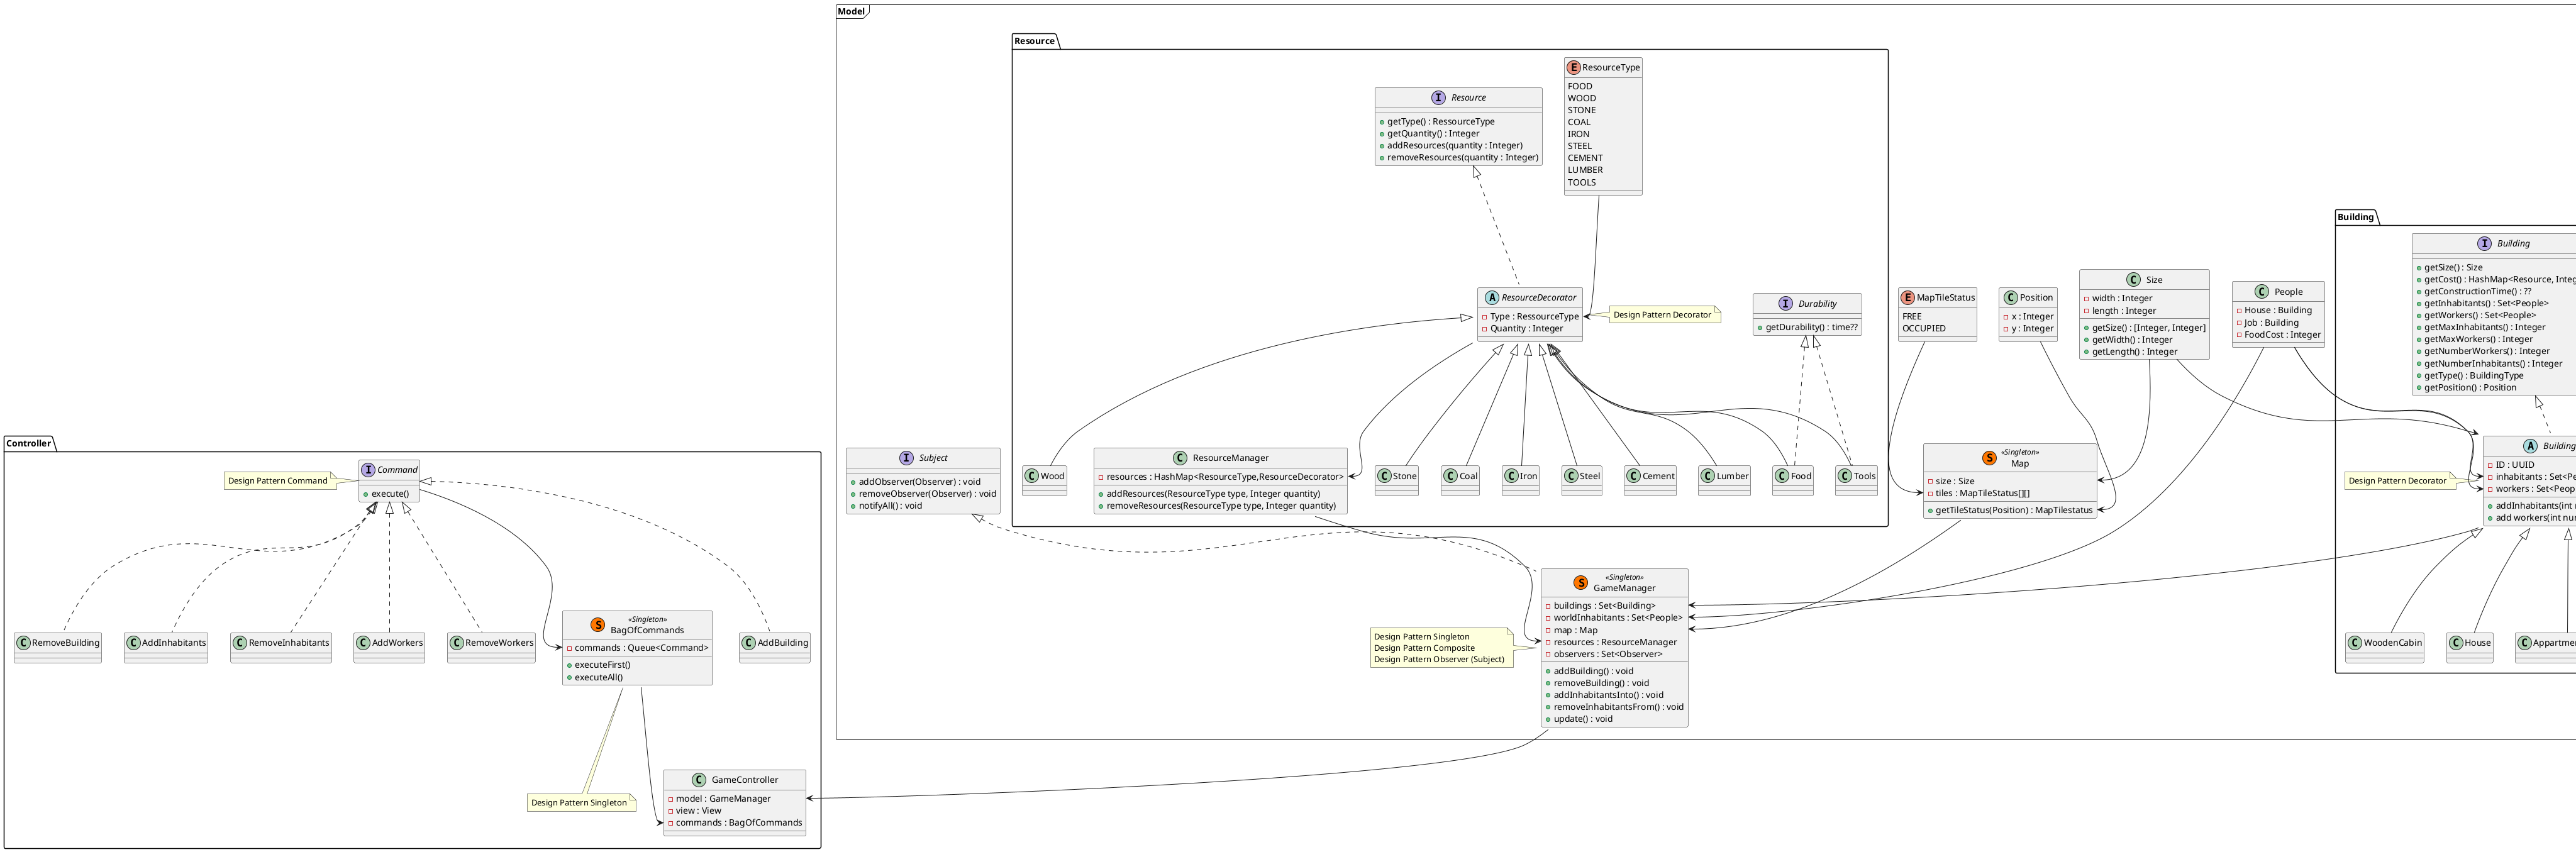 Model
Resource
E ResourceType
FOOD
WOOD
STONE
COAL
IRON
STEEL
CEMENT
LUMBER
TOOLS
I Resource
getType() : RessourceType
getQuantity() : Integer
addResources(quantity : Integer)
removeResources(quantity : Integer)
A ResourceDecorator
Type : RessourceType
Quantity : Integer
Design Pattern Decorator
I Durability
getDurability() : time??
C Wood
C ResourceManager
resources : HashMap<ResourceType,ResourceDecorator>
addResources(ResourceType type, Integer quantity)
removeResources(ResourceType type, Integer quantity)
C Stone
C Coal
C Iron
C Steel
C Cement
C Lumber
C Food
C Tools
I Subject
addObserver(Observer) : void
removeObserver(Observer) : void
notifyAll() : void
E MapTileStatus
FREE
OCCUPIED
C Position
x : Integer
y : Integer
C Size
width : Integer
length : Integer
getSize() : [Integer, Integer]
getWidth() : Integer
getLength() : Integer
C People
House : Building
Job : Building
FoodCost : Integer
S «Singleton»
Map
size : Size
tiles : MapTileStatus[][]
getTileStatus(Position) : MapTilestatus
S «Singleton»
GameManager
buildings : Set<Building>
worldInhabitants : Set<People>
map : Map
resources : ResourceManager
observers : Set<Observer>
addBuilding() : void
removeBuilding() : void
addInhabitantsInto() : void
removeInhabitantsFrom() : void
update() : void
Design Pattern Singleton
Design Pattern Composite
Design Pattern Observer (Subject)
Building
I Building
getSize() : Size
getCost() : HashMap<Resource, Integ
getConstructionTime() : ??
getInhabitants() : Set<People>
getWorkers() : Set<People>
getMaxInhabitants() : Integer
getMaxWorkers() : Integer
getNumberWorkers() : Integer
getNumberInhabitants() : Integer
getType() : BuildingType
getPosition() : Position
A Building
ID : UUID
inhabitants : Set<Pe
workers : Set<Peop
addInhabitants(int
add workers(int num
Design Pattern Decorator
C WoodenCabin
C House
C Appartmen
Controller
I Command
execute()
Design Pattern Command
C RemoveBuilding
C AddInhabitants
C RemoveInhabitants
C AddWorkers
C RemoveWorkers
S «Singleton»
BagOfCommands
commands : Queue<Command>
executeFirst()
executeAll()
C AddBuilding
Design Pattern Singleton
C GameController
model : GameManager
view : View
commands : BagOfCommands